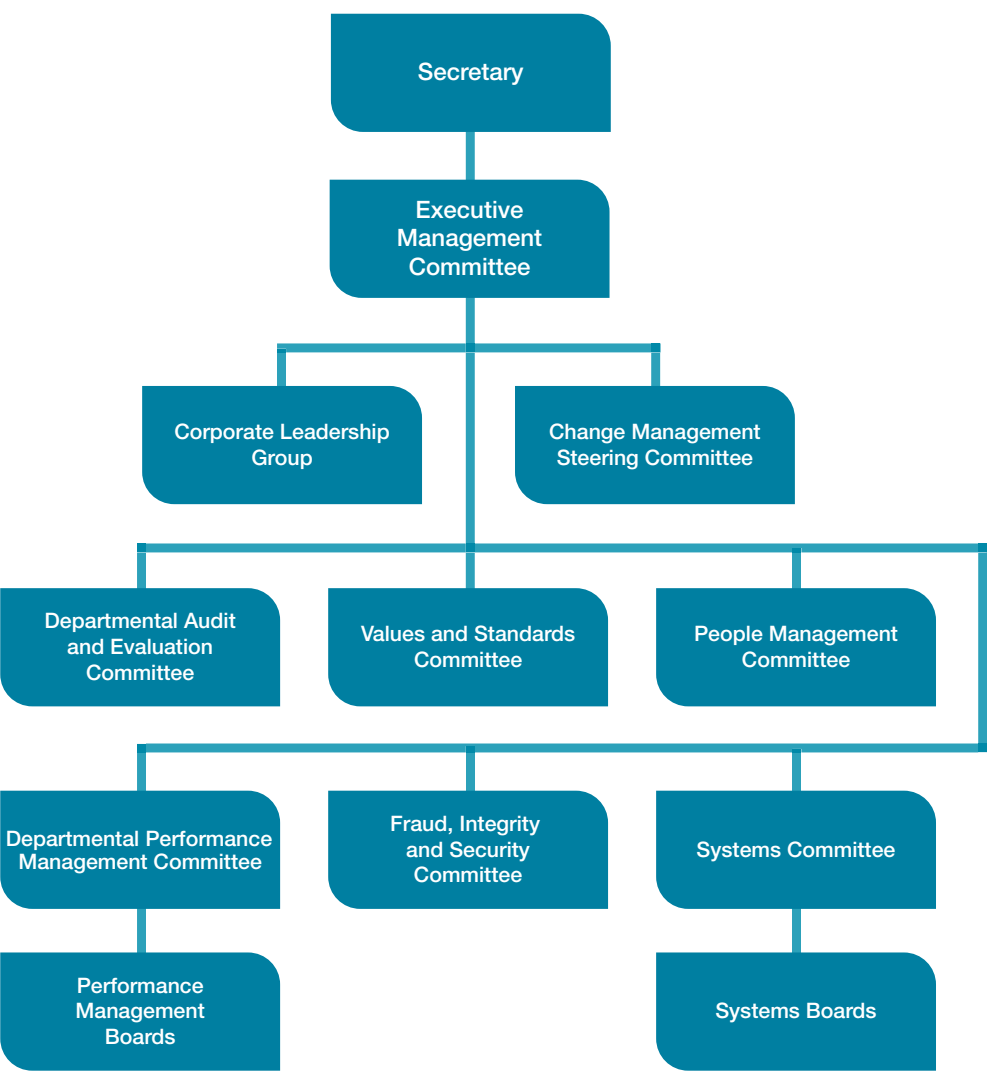 Secretary
Executive
Management
Committee
Corporate Leadership
Group
Change Management
Steering Committee
Departmental Audit
and Evaluation
Committee
Values and Standards
Committee
People Management
Committee
Departmental Performance
Management Committee
Fraud, Integrity
and Security
Committee
Systems Committee
Performance
Management
Boards
Systems Boards